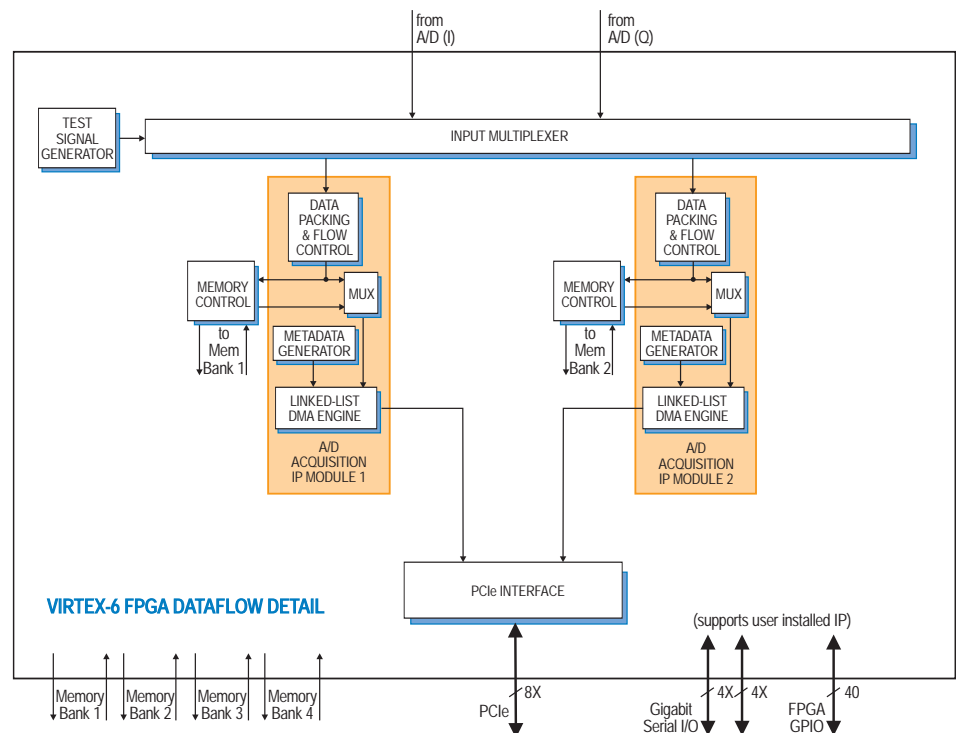 from
A/D (I)
from
A/D (Q)
TEST
SIGNAL
GENERATOR
INPUT MULTIPLEXER
DATA
PACKING
& FLOW
CONTROL
MEMORY
CONTROL
MUX
to
Mem
Bank 1
METADATA
GENERATOR
LINKED-LIST
DMA ENGINE
A/D
ACQUISITION
IP MODULE 1
DATA
PACKING
& FLOW
CONTROL
MEMORY
CONTROL
MUX
to
Mem
Bank 2
METADATA
GENERATOR
LINKED-LIST
DMA ENGINE
A/D
ACQUISITION
IP MODULE 2
PCIe INTERFACE
VIRTEX-6 FPGA DATAFLOW DETAIL
(supports user installed IP)
Memory
Bank 1
Memory
Bank 2
Memory
Bank 3
Memory
Bank 4
8X
PCIe
4X
4X
Gigabit
Serial I/O
40
FPGA
GPIO